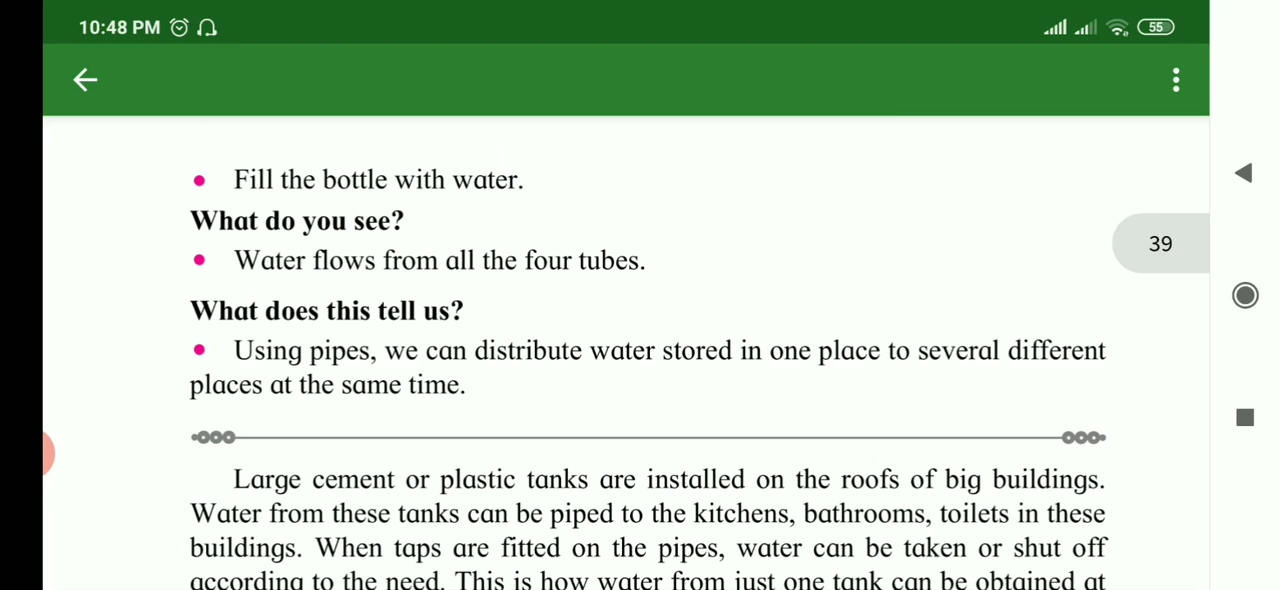 10:48 PM
55
Fill the bottle with water.
What do you see?
Water flows from all the four tubes.
39
What does this tell us?
Using pipes, we can distribute water stored in one place to several different
places at the same time.
Large cement or plastic tanks are installed on the roofs of big buildings.
Water from these tanks can be piped to the kitchens, bathrooms, toilets in these
buildings. When taps are fitted on the pipes, water can be taken or shut off
according to the need. This is how water from just one tank can be obtained at